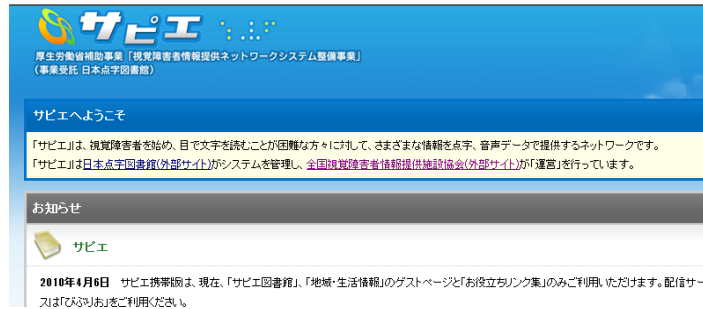 サピエ
厚生労働省補助事業「視覚障害者情報提供ネットワークシステム整備事業」
(事業受託 日本点字図書館)
サピエへようこそ
「サピエ」は、視覚障害者を始め、目で文字を読むことが困難な方々に対して、さまざまな情報を点字、音声データで提供するネットワークです。
「サピエ」は日本点字図書館(外部サイト)がシステムを管理し、全国視覚障害者情報提供施設協会(外部サイト)が「運営」を行っています。
お知らせ
サピエ
2010年4月6日 サピエ携帯版は、現在、「サピエ図書館」、「地域・生活情報」のゲストページと「お役立ちリンク集」のみご利用いただけます。配信サー
スは「びぶりお」をご利用ください。